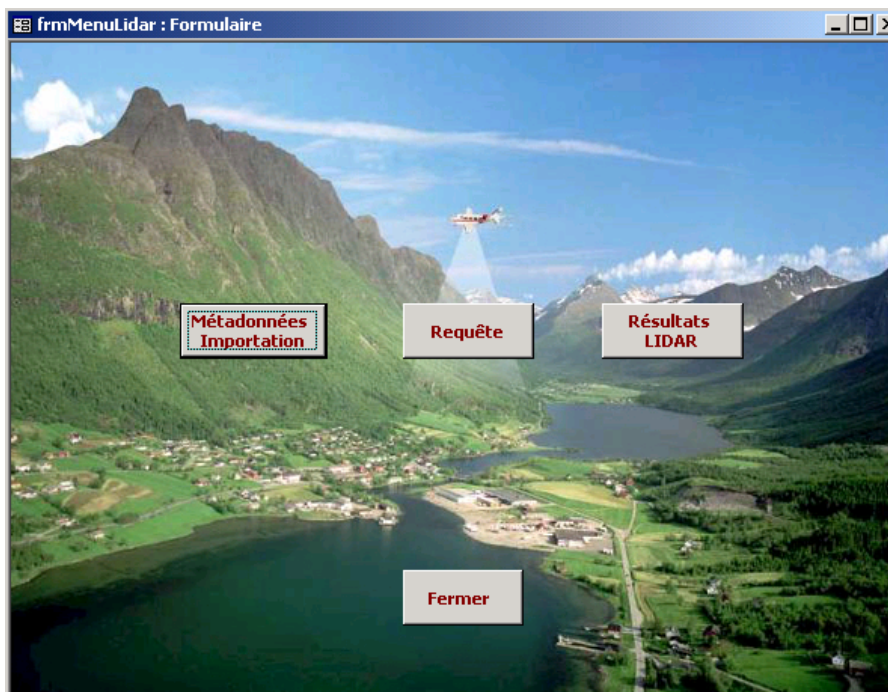 frmMenuLidar : Formulaire
Métadonnées
Importation
Requête
Résultats
LIDAR
Fermer